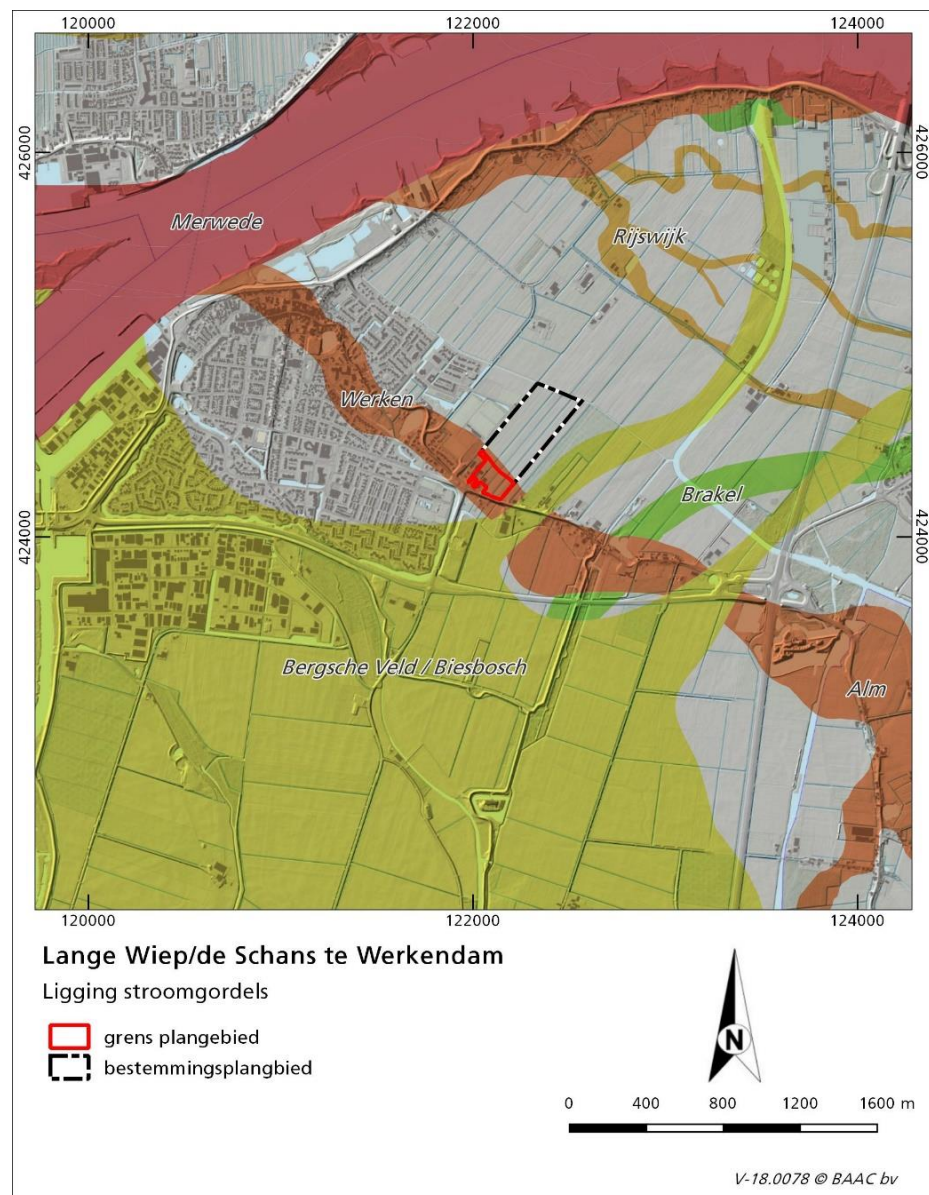 120000 122000 124000
426000 426000
Merwede
Rijswijk
Werken
Brakel
424000 424000
Bergsche Veld / Biesbosch
Alm
120000 122000 124000
Lange Wiep/de Schans te Werkendam
Ligging stroomgordels
grens plangebied
bestemmingsplangbied
N
0 400 800 1200 1600 m
V-18.0078 © BAAC bv